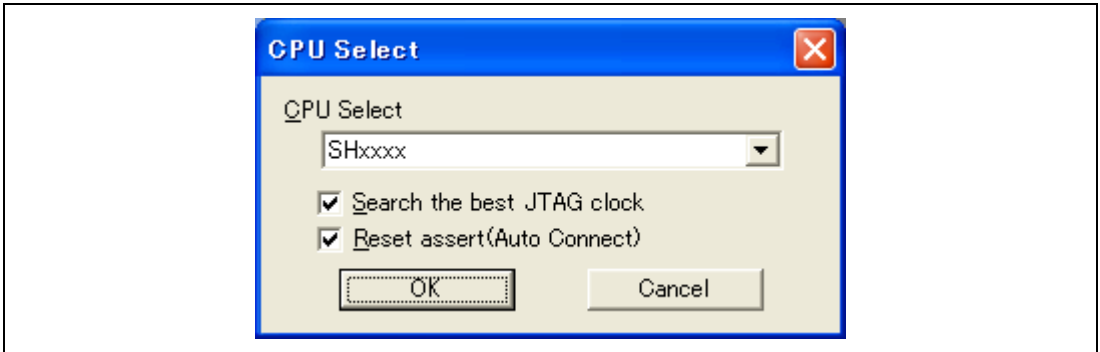 CPU Select
CPU Select
SHxxxx
Search the best JTAG clock
Reset assert(Auto Connect)
OK Cancel